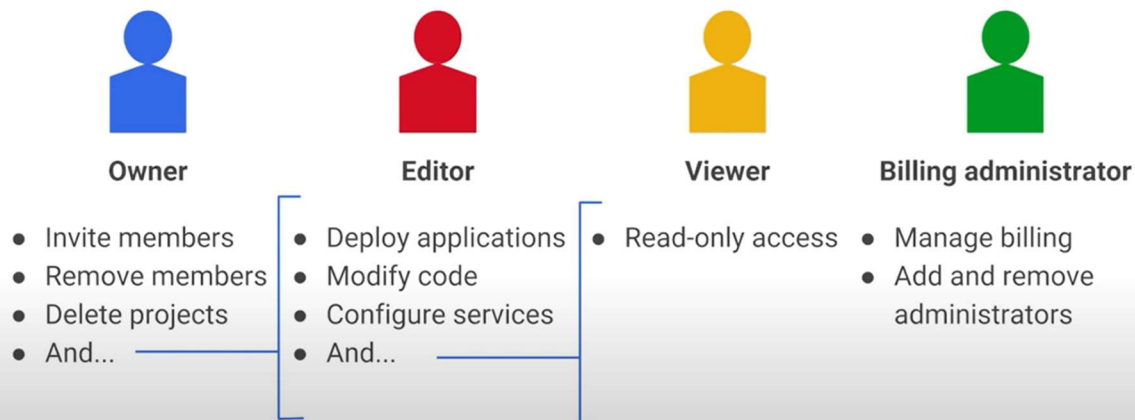 Owner
● Invite members
● Remove members
● Delete projects
● And...
Editor
● Deploy applications
● Modify code
● Configure services
● And...
Viewer
● Read-only access
Billing administrator
● Manage billing
● Add and remove
administrators